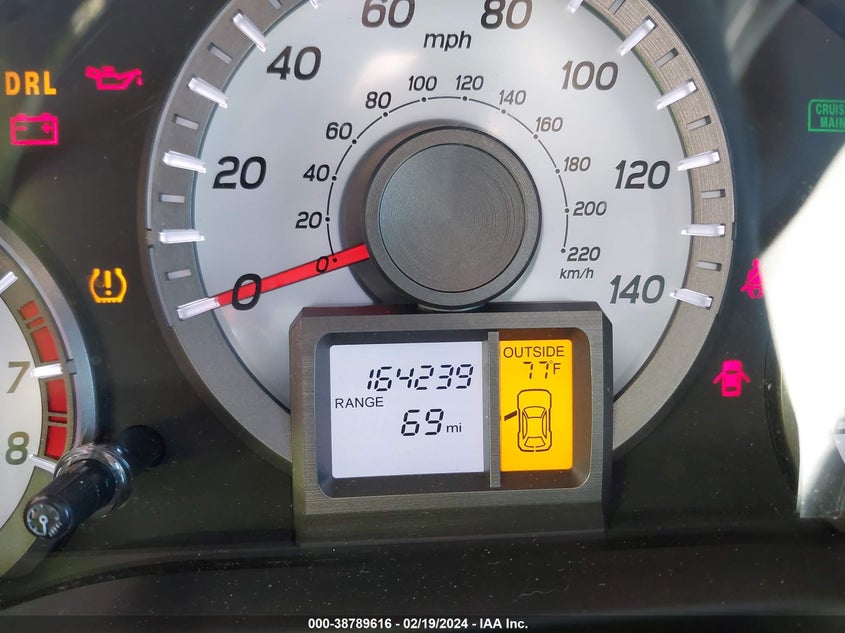 60 80
mph
40 100
DRL
100 120
80 140
60 160
CRUISE
MAIN
20 40 180 120
20 200
0 220
km/h
0 140
OUTSIDE
77°F
164239
RANGE
69 mi
7
8
000-38789616 - 02/19/2024 - IAA Inc.